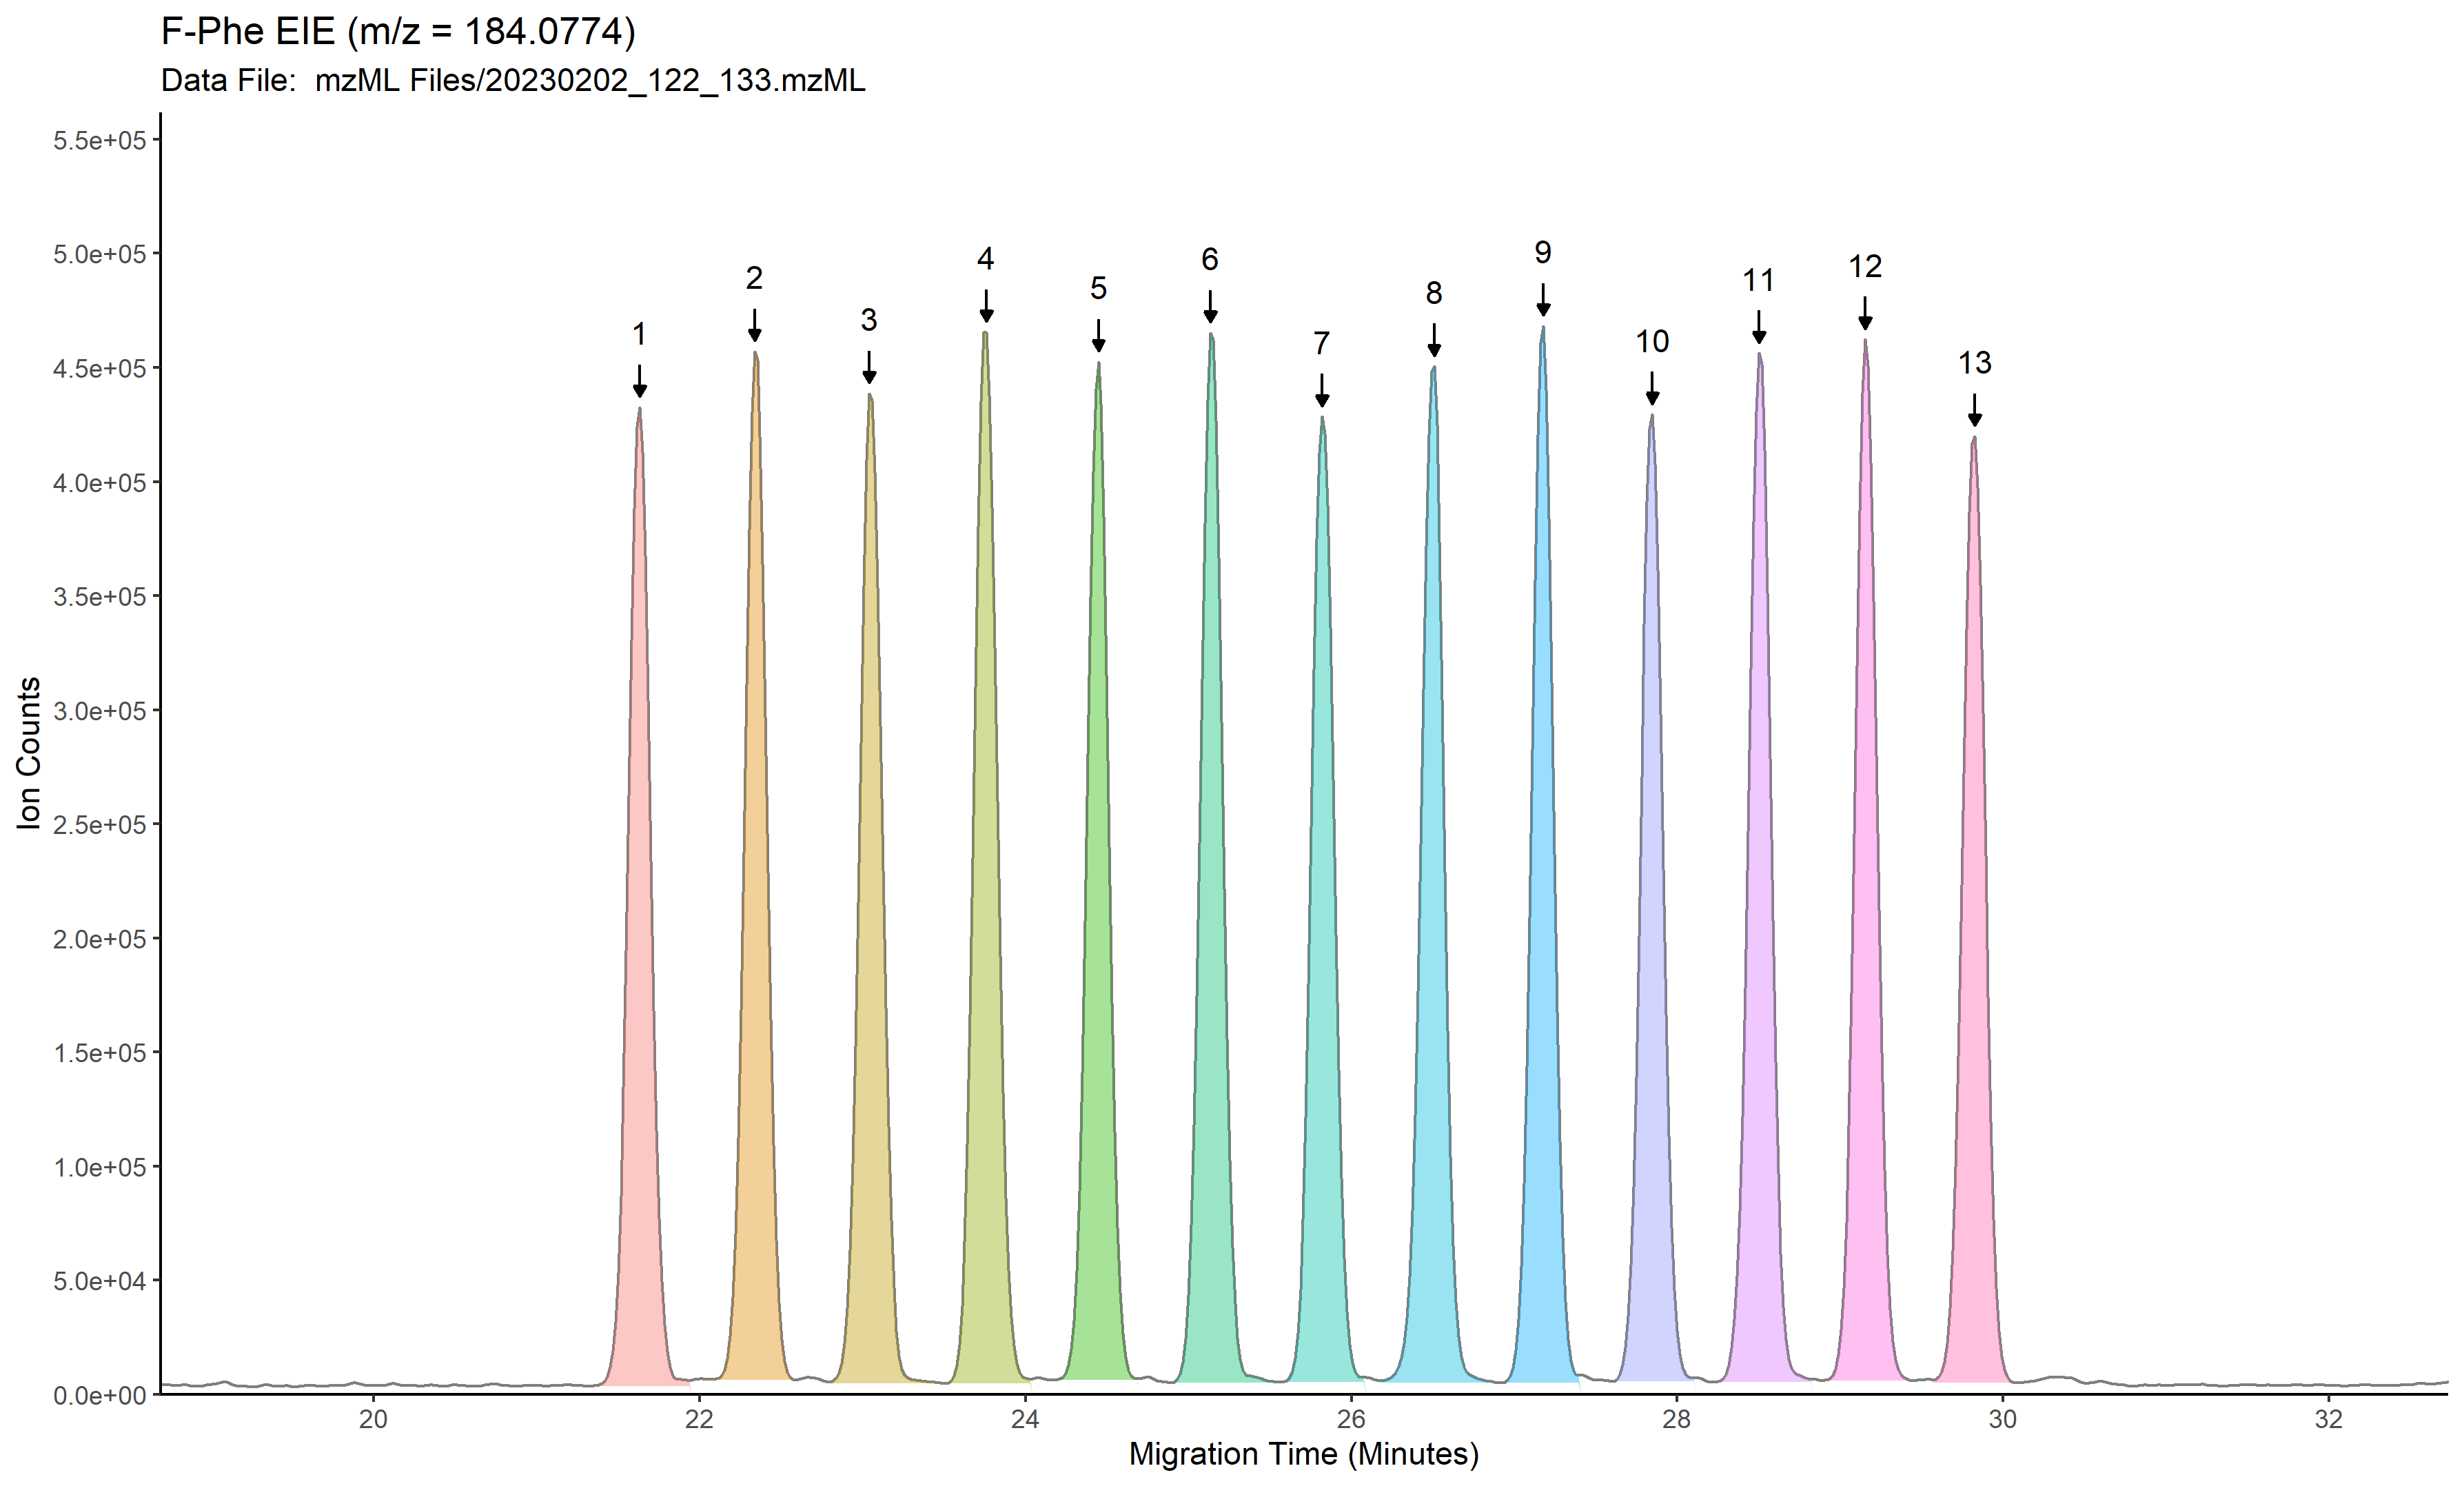 F-Phe EIE (m/z = 184.0774)
Data File:  mzML Files/20230202_122_133.mzML
5.5e+05
5.0e+05
4.5e+05
4.0e+05
3.5e+05
3.0e+05
2.5e+05
2.0e+05
1.5e+05
1.0e+05
5.0e+04
0.0e+00
Ion Counts
1
2
3
4
5
6
7
8
9
10
11
12
13
20
22
24
26
28
30
32
Migration Time (Minutes)